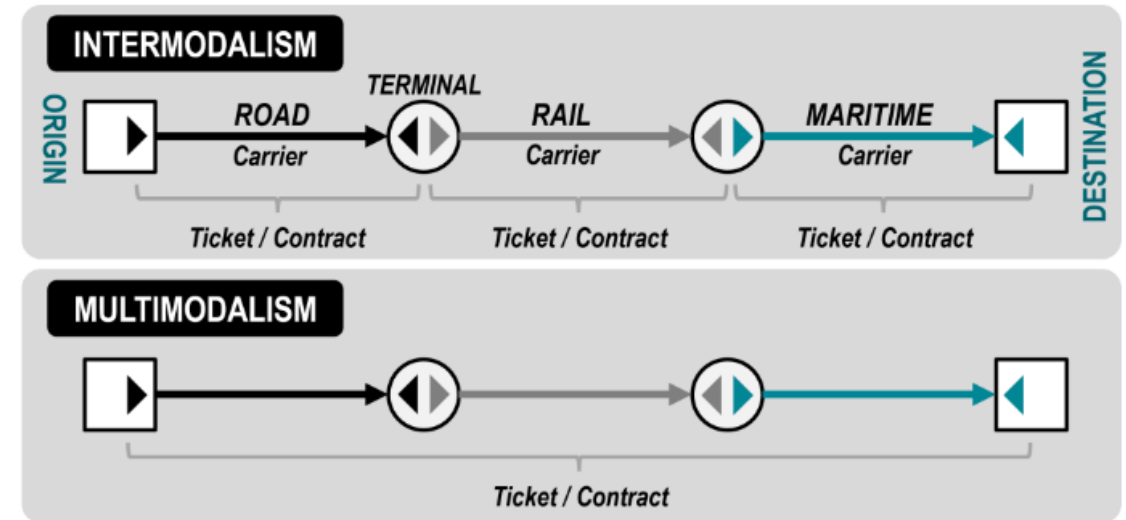 INTERMODALISM
TERMINAL
ORIGIN
ROAD
Carrier
RAIL
Carrier
MARITIME
Carrier
DESTINATION
Ticket / Contract
Ticket / Contract
Ticket / Contract
MULTIMODALISM
Ticket / Contract